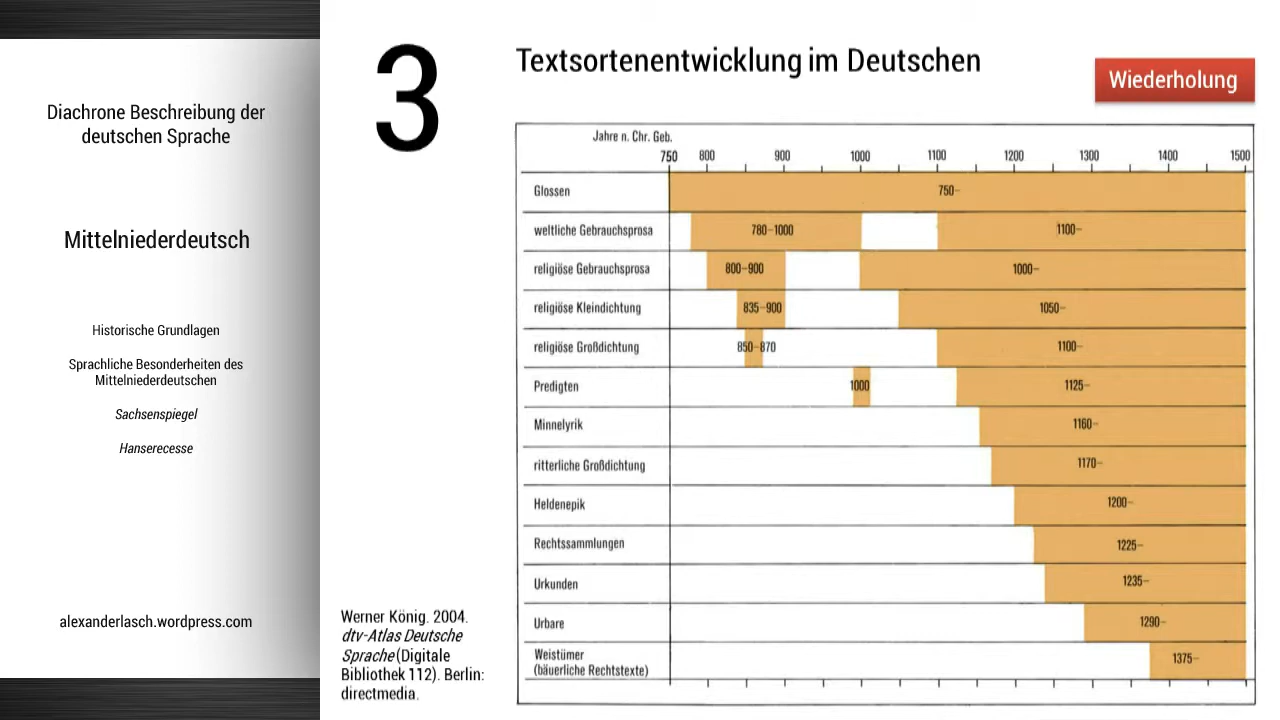 Diachrone Beschreibung der
deutschen Sprache
Mittelniederdeutsch
Historische Grundlagen
Sprachliche Besonderheiten des
Mittelniederdeutschen
Sachsenspiegel
Hanserecesse
alexanderlasch.wordpress.com
3
Werner König. 2004.
dtv-Atlas Deutsche
Sprache (Digitale
Bibliothek 112). Berlin:
directmedia.
Textsortenentwicklung im Deutschen
Wiederholung
Jahre n. Chr. Geb.
750 800 900 1000 1100 1200 1300 1400 1500
Glossen 750–
weltliche Gebrauchsprosa 780–1000 1100–
religiöse Gebrauchsprosa 800–900 1000–
religiöse Kleindichtung 835–900 1050–
religiöse Großdichtung 850–870 1100–
Predigten 1000 1125–
Minnelyrik 1160–
ritterliche Großdichtung 1170–
Heldenepik 1200–
Rechtssammlungen 1225–
Urkunden 1235–
Urbare 1290–
Weistümer 1375–
(bäuerliche Rechtstexte)